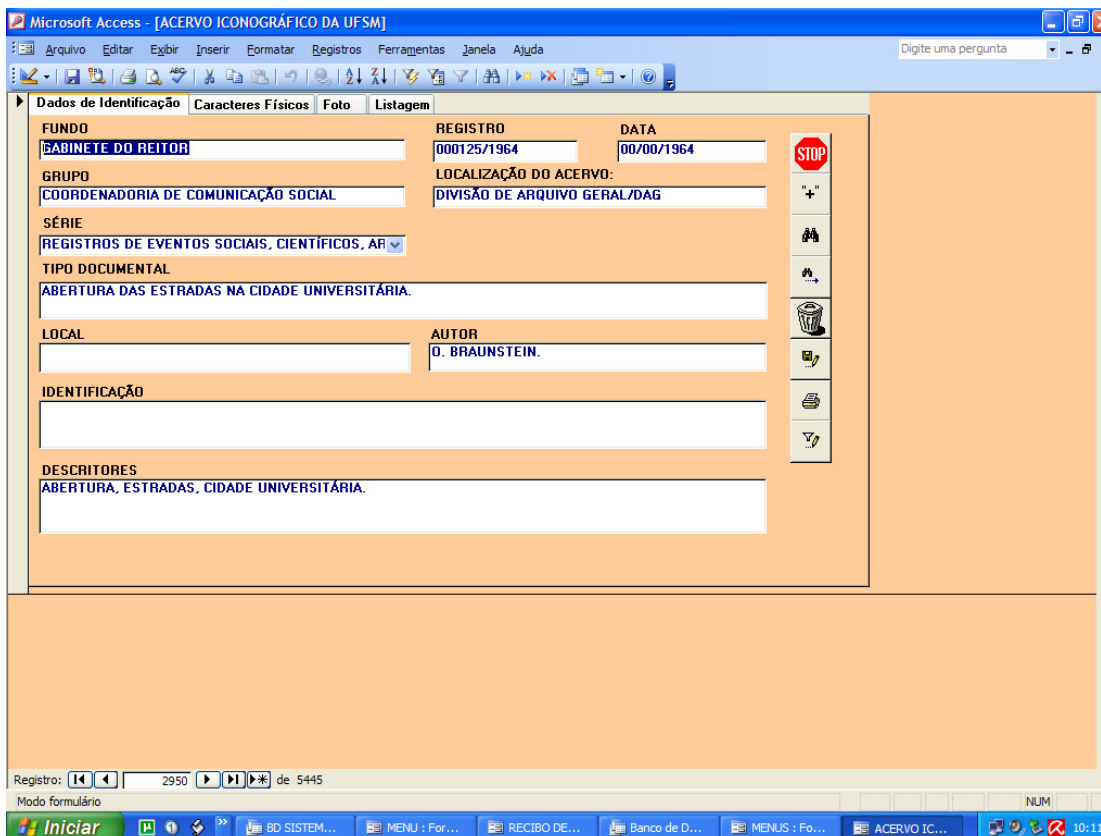 Microsoft Access - [ACERVO ICONOGRÁFICO DA UFSM]
Arquivo Editar Exibir Inserir Formatar Registros Ferramentas Janela Ajuda
Digite uma pergunta
Dados de Identificação Caracteres Físicos Foto Listagem
FUNDO REGISTRO DATA
GABINETE DO REITOR 000125/1964 00/00/1964
STOP
GRUPO LOCALIZAÇÃO DO ACERVO:
COORDENADORIA DE COMUNICAÇÃO SOCIAL DIVISÃO DE ARQUIVO GERAL/DAG
"+"
SÉRIE
REGISTROS DE EVENTOS SOCIAIS, CIENTÍFICOS, AR
TIPO DOCUMENTAL
ABERTURA DAS ESTRADAS NA CIDADE UNIVERSITÁRIA.
LOCAL AUTOR
O. BRAUNSTEIN.
IDENTIFICAÇÃO
DESCRITORES
ABERTURA, ESTRADAS, CIDADE UNIVERSITÁRIA.
Registro: 2950 de 5445
Modo formulário NUM
Iniciar BD SISTEM... MENU : For... RECIBO DE... Banco de D... MENUS : Fo... ACERVO IC... 10:11